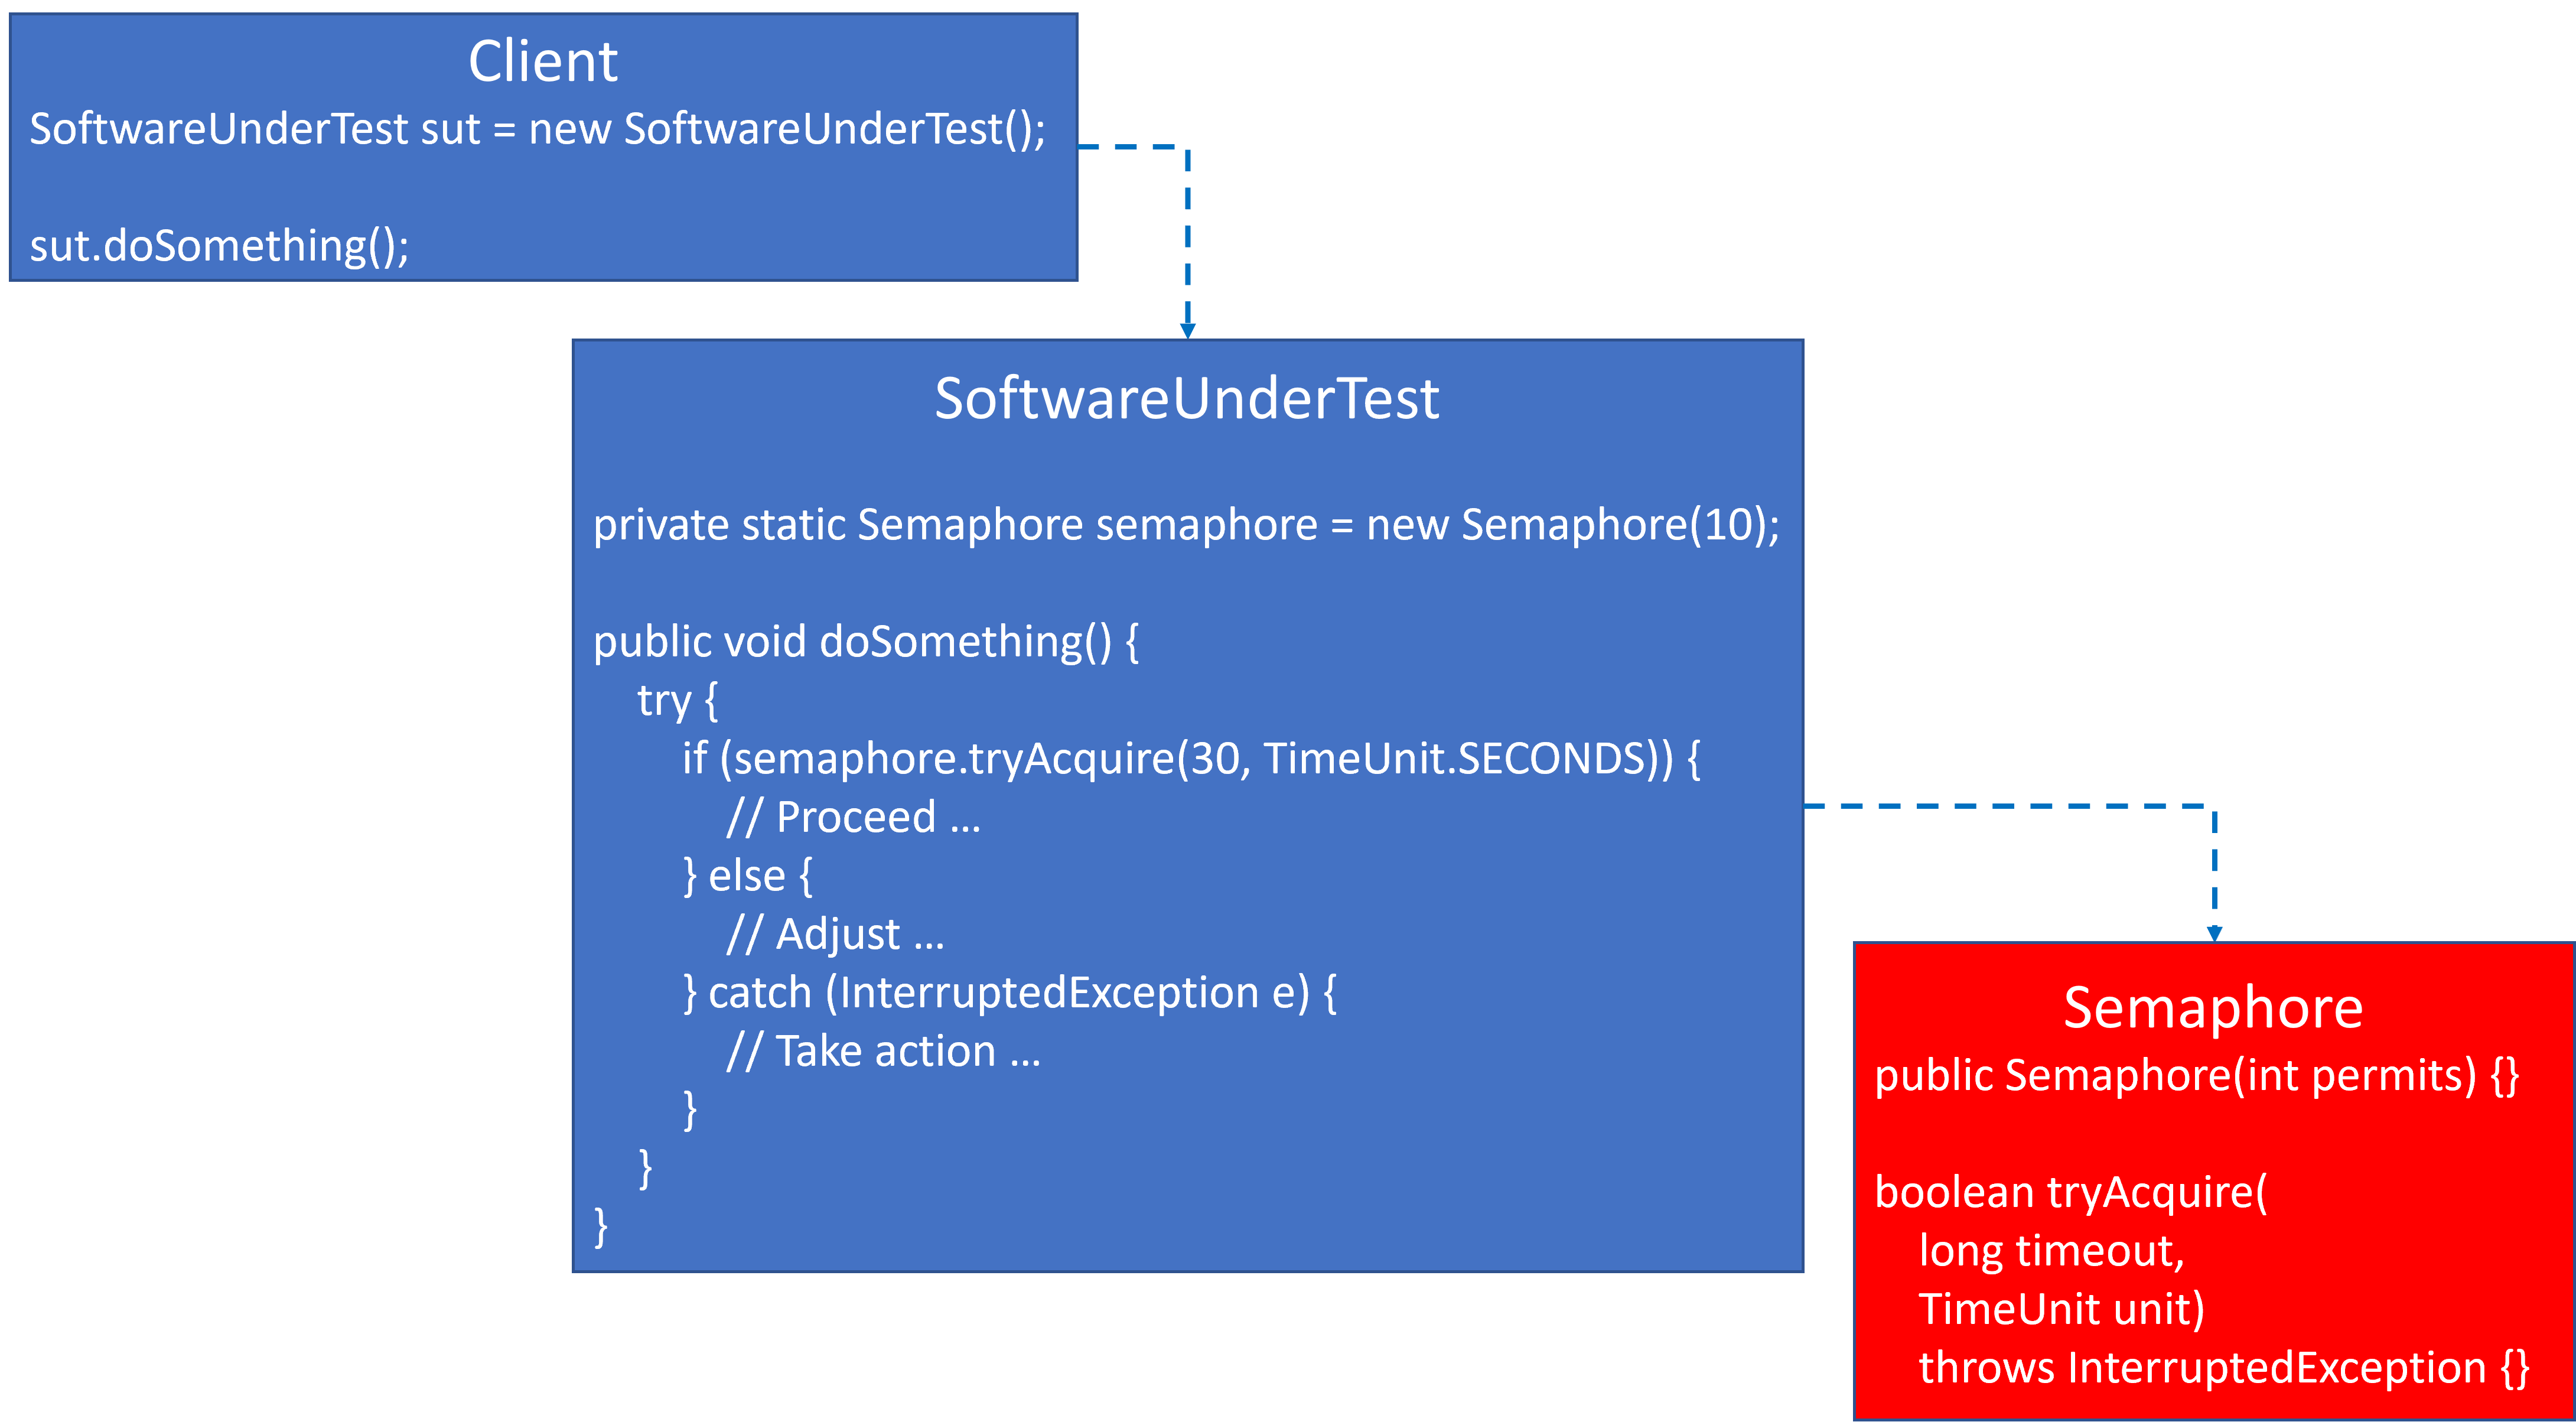 Client
SoftwareUnderTest sut = new SoftwareUnderTest();
sut.doSomething();
SoftwareUnderTest
private static Semaphore semaphore = new Semaphore(10);
public void doSomething() {
try {
if (semaphore.tryAcquire(30, TimeUnit.SECONDS)) {
// Proceed …
} else {
// Adjust …
} catch (InterruptedException e) {
// Take action …
}
}
}
Semaphore
public Semaphore(int permits) {}
boolean tryAcquire(
long timeout,
TimeUnit unit)
throws InterruptedException {}